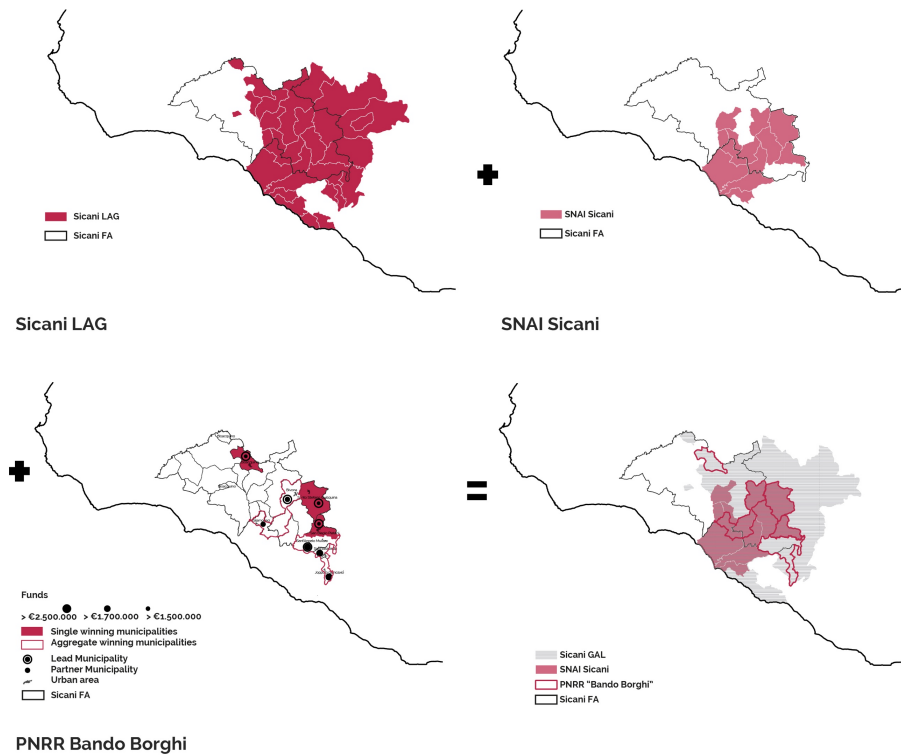 Sicani LAG
Sicani FA
Sicani LAG
SNAI Sicani
Sicani FA
SNAI Sicani
Funds
> €2.500.000 > €1.700.000 > €1.500.000
Single winning municipalities
Aggregate winning municipalities
Lead Municipality
Partner Municipality
Urban area
Sicani FA
PNRR Bando Borghi
Sicani GAL
SNAI Sicani
PNRR "Bando Borghi"
Sicani FA